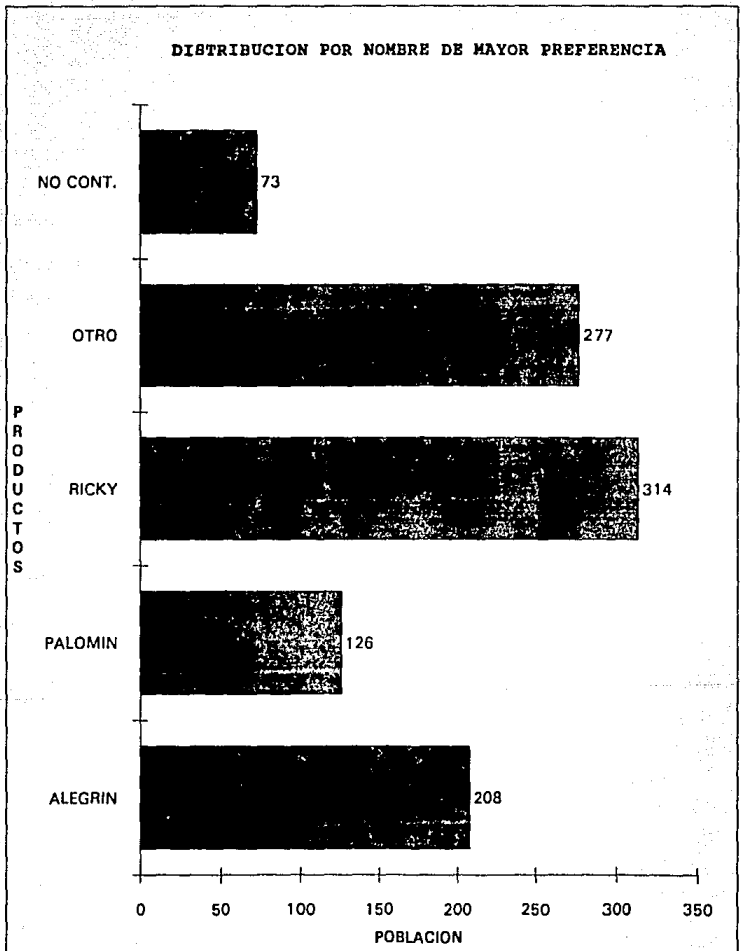 DISTRIBUCION POR NOMBRE DE MAYOR PREFERENCIA
NO CONT.
73
OTRO
277
RICKY
314
PALOMIN
126
ALEGRIN
208
PRODUCTOS
0 50 100 150 200 250 300 350
POBLACION